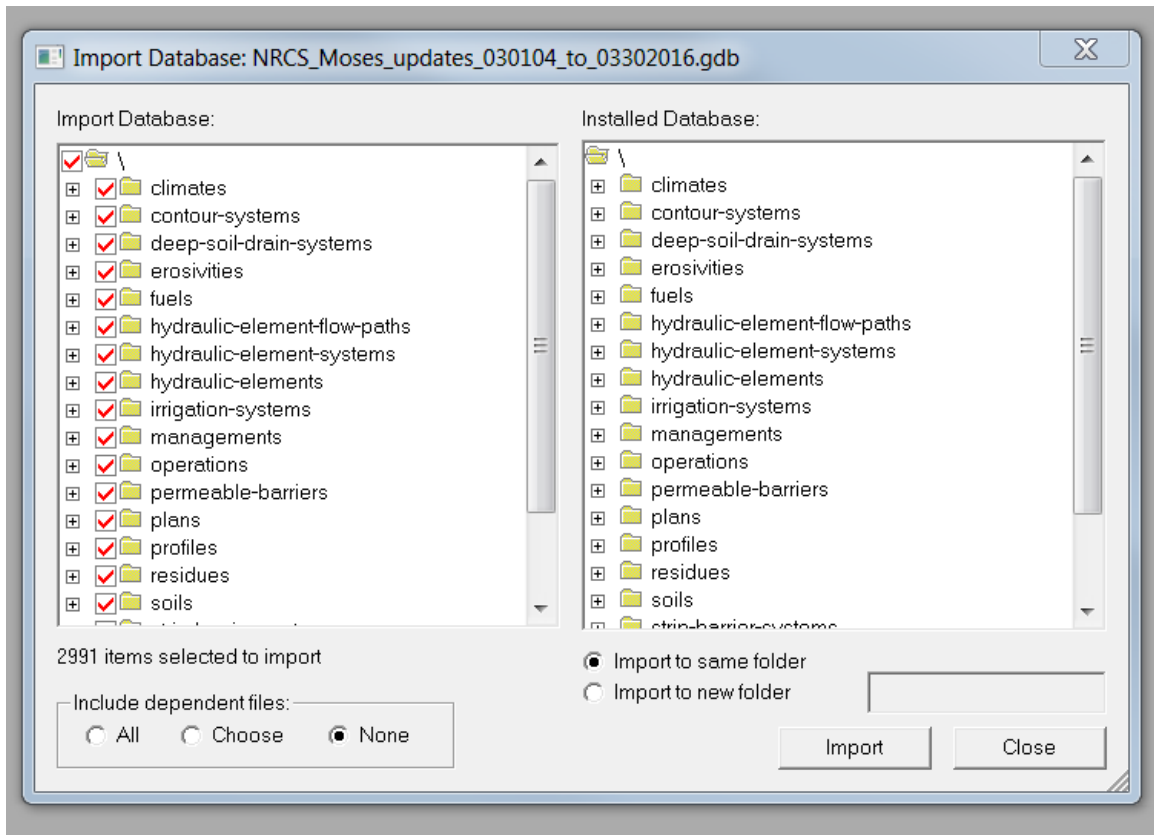 Import Database: NRCS_Moses_updates_030104_to_03302016.gdb
Import Database:
\
climates
contour-systems
deep-soil-drain-systems
erosivities
fuels
hydraulic-element-flow-paths
hydraulic-element-systems
hydraulic-elements
irrigation-systems
managements
operations
permeable-barriers
plans
profiles
residues
soils
2991 items selected to import
Include dependent files:
All Choose None
Installed Database:
\
climates
contour-systems
deep-soil-drain-systems
erosivities
fuels
hydraulic-element-flow-paths
hydraulic-element-systems
hydraulic-elements
irrigation-systems
managements
operations
permeable-barriers
plans
profiles
residues
soils
strip-barrier-systems
Import to same folder
Import to new folder
Import Close